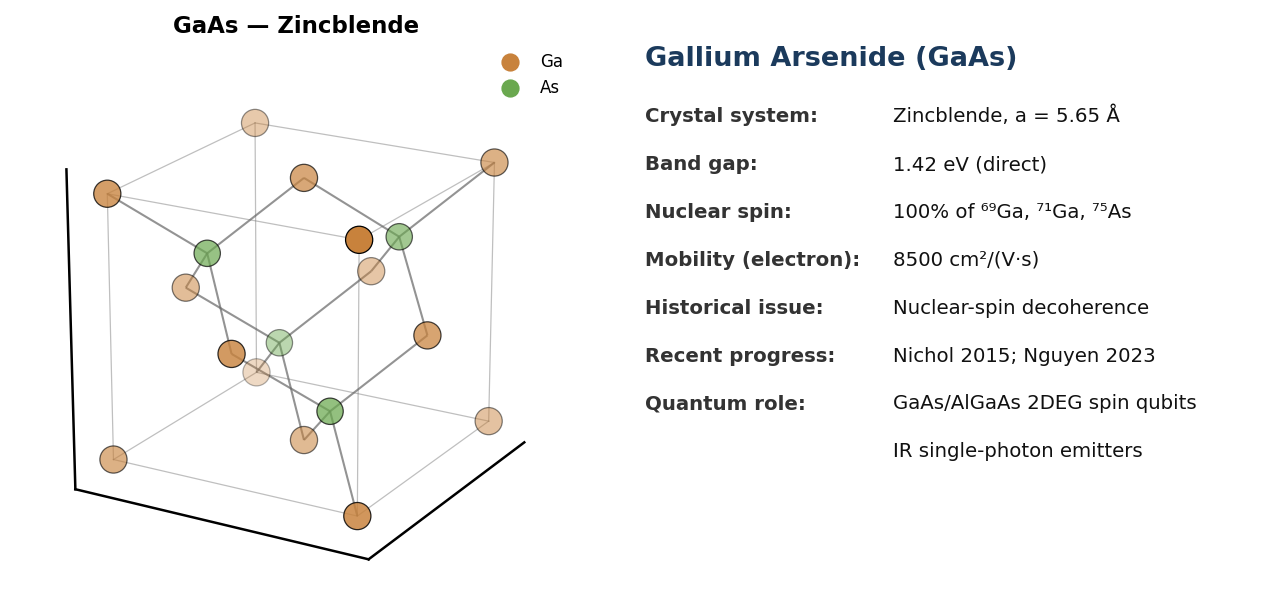 GaAs — Zincblende
Ga
As
Gallium Arsenide (GaAs)
Crystal system: Zincblende, a = 5.65 Å
Band gap: 1.42 eV (direct)
Nuclear spin: 100% of ⁶⁹Ga, ⁷¹Ga, ⁷⁵As
Mobility (electron): 8500 cm²/(V·s)
Historical issue: Nuclear-spin decoherence
Recent progress: Nichol 2015; Nguyen 2023
Quantum role: GaAs/AlGaAs 2DEG spin qubits
IR single-photon emitters